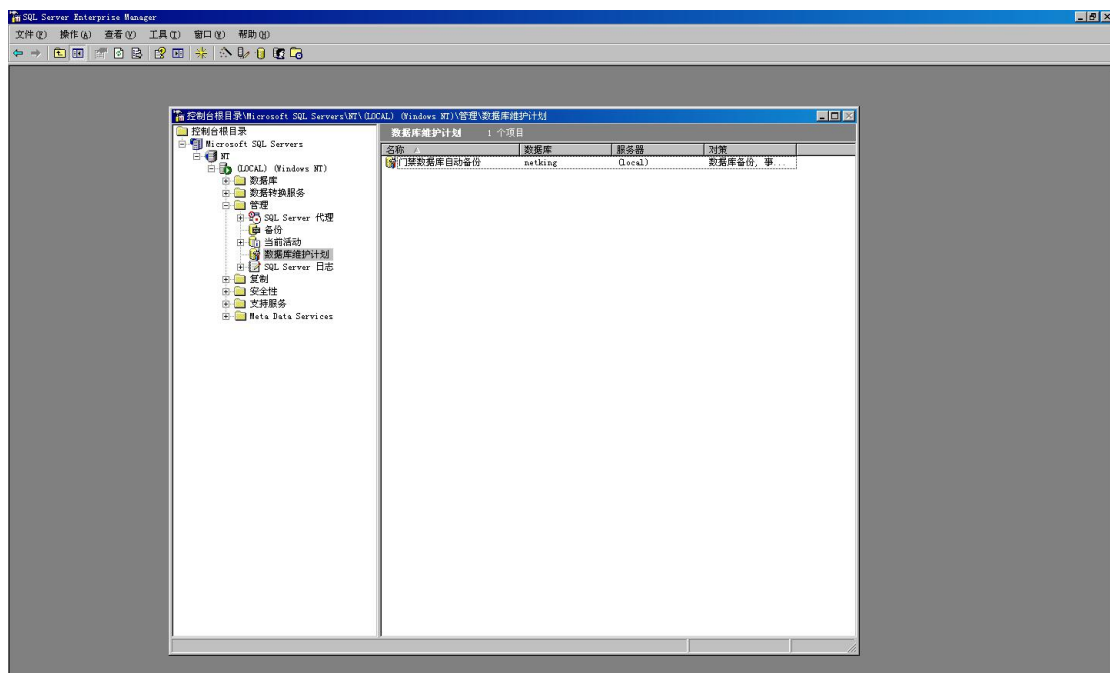 SQL Server Enterprise Manager
文件(F) 操作(A) 查看(V) 工具(T) 窗口(W) 帮助(H)
控制台根目录\Microsoft SQL Servers\NT\(LOCAL) (Windows NT)\管理\数据库维护计划
控制台根目录
Microsoft SQL Servers
NT
(LOCAL) (Windows NT)
数据库
数据转换服务
管理
SQL Server 代理
备份
当前活动
数据库维护计划
SQL Server 日志
复制
安全性
支持服务
Meta Data Services
数据库维护计划 1 个项目
名称 数据库 服务器 对策
门禁数据库自动备份 netking (local) 数据库备份, 事...